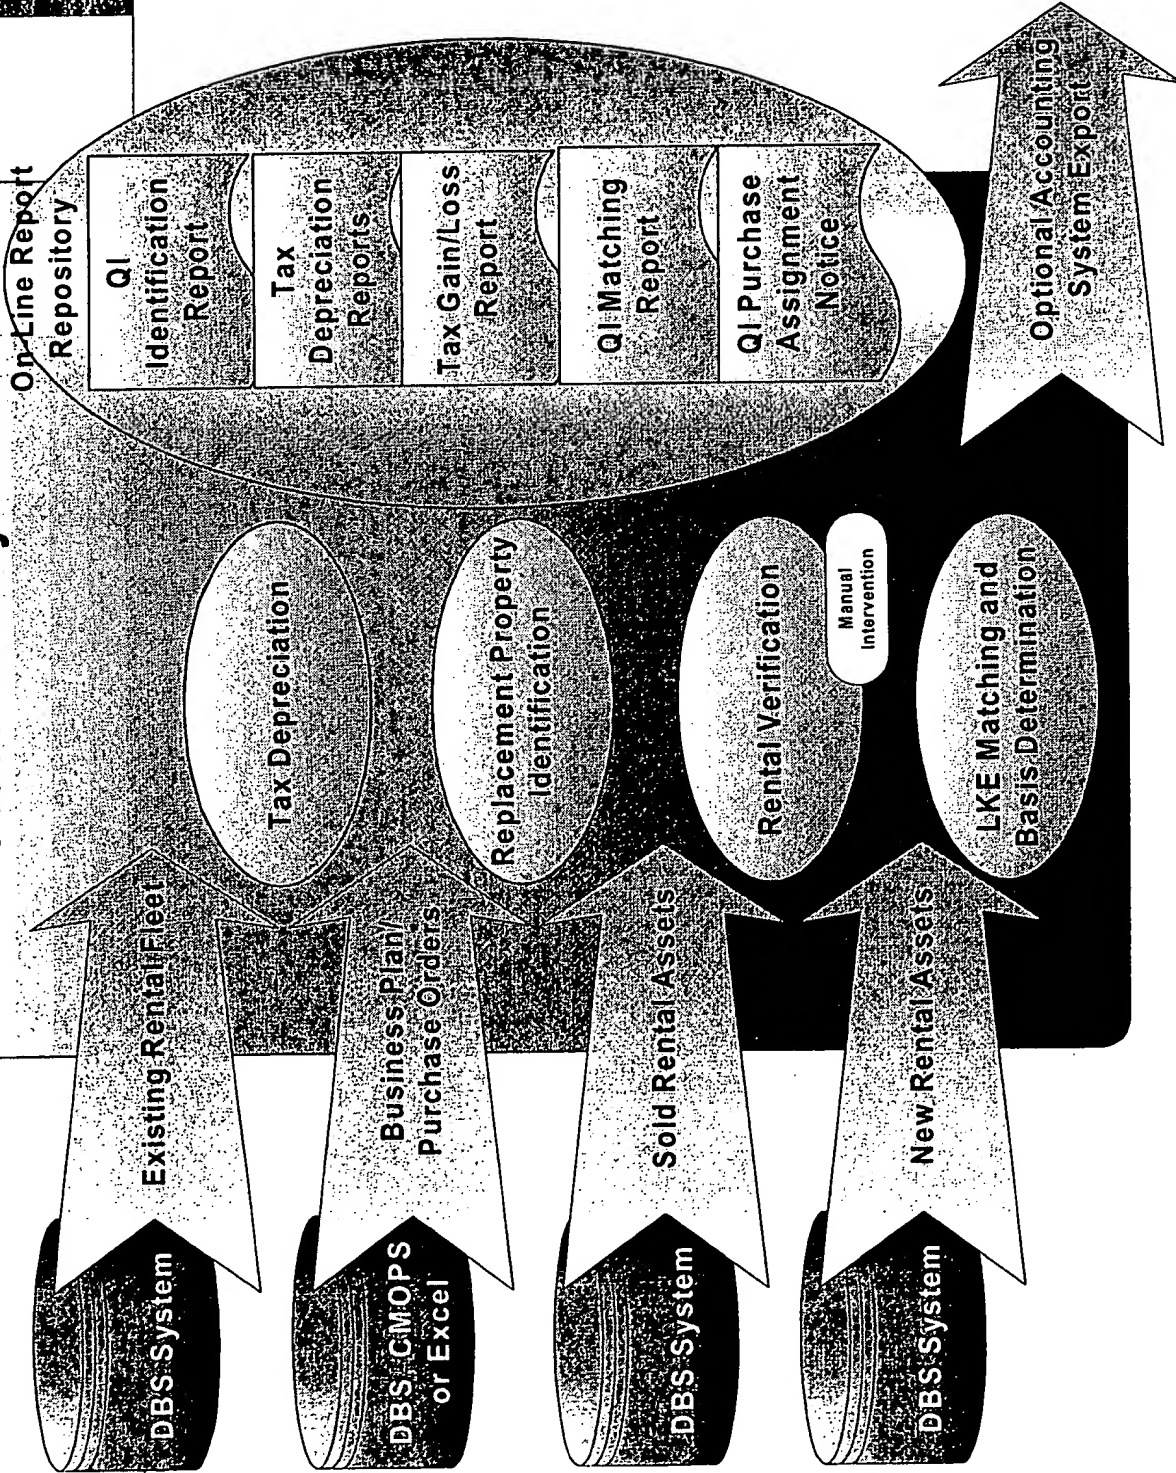 On-Line Report
Repository
QI
Identification
Report
Tax
Depreciation
Reports
Tax Gain/Loss
Report
QI Matching
Report
QI Purchase
Assignment
Notice
Optional Accounting
System Export
Tax Depreciation
Replacement Property
Identification
Rental Verification
Manual
Intervention
LKE Matching and
Basis Determination
Existing Rental Fleet
Business Plan/
Purchase Orders
Sold Rental Assets
New Rental Assets
DBS System
DBS, CMOPS
or Excel
DBS System
DBS System